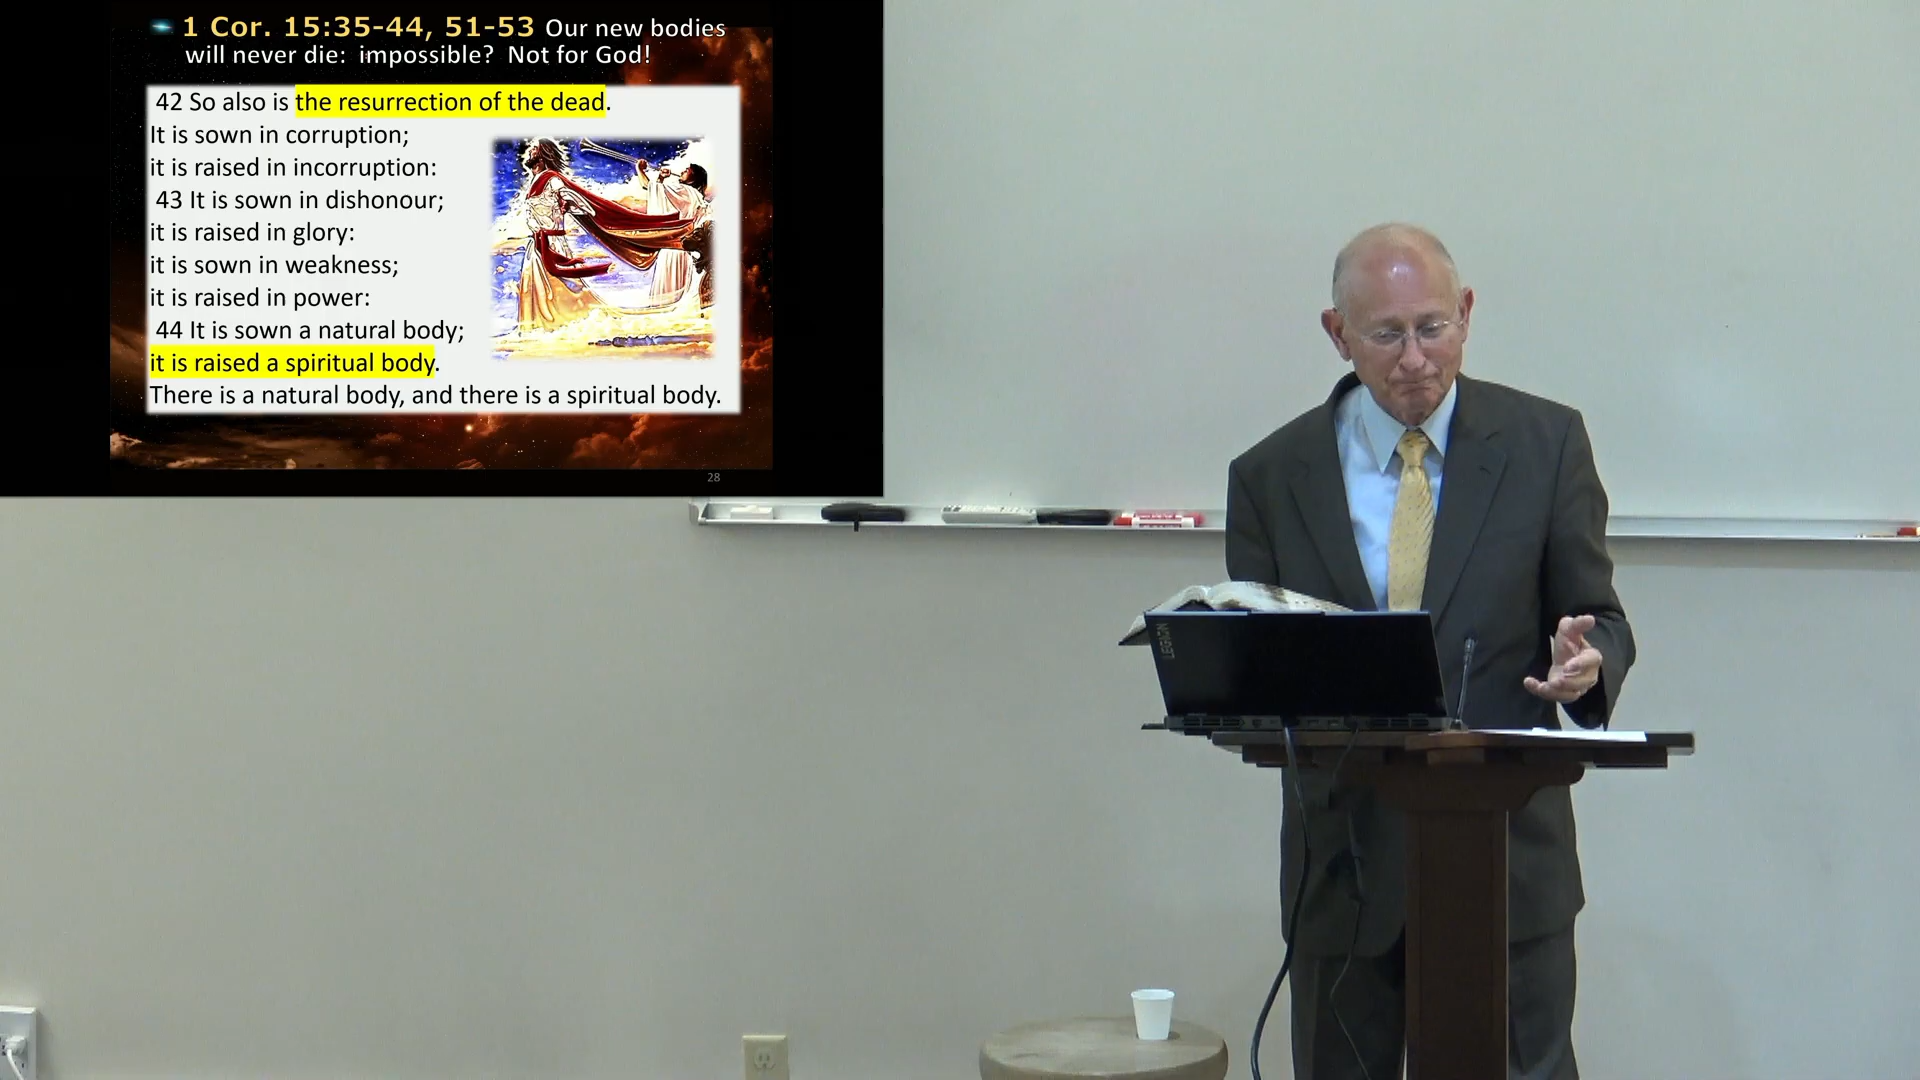 1 Cor. 15:35-44, 51-53 Our new bodies
will never die: impossible? Not for God!
42 So also is the resurrection of the dead.
It is sown in corruption;
it is raised in incorruption:
43 It is sown in dishonour;
it is raised in glory:
it is sown in weakness;
it is raised in power:
44 It is sown a natural body;
it is raised a spiritual body.
There is a natural body, and there is a spiritual body.
28
LEGION